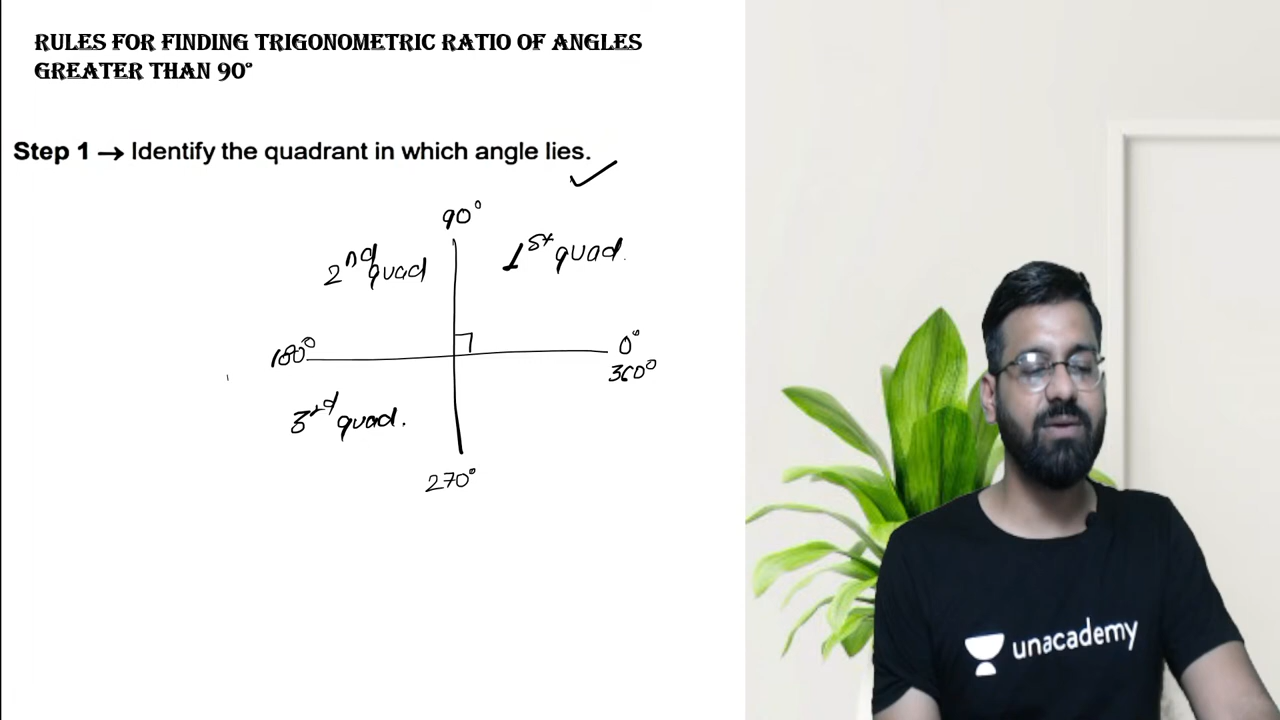 RULES FOR FINDING TRIGONOMETRIC RATIO OF ANGLES
GREATER THAN 90°
Step 1 → Identify the quadrant in which angle lies.
90°
2nd quad
1st quad.
180°
0°
360°
3rd quad.
270°
unacademy